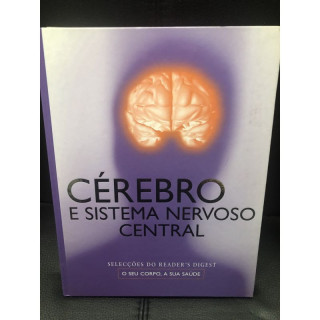 CÉREBRO
E SISTEMA NERVOSO
CENTRAL
SELECÇÕES DO READER'S DIGEST
O SEU CORPO, A SUA SAÚDE